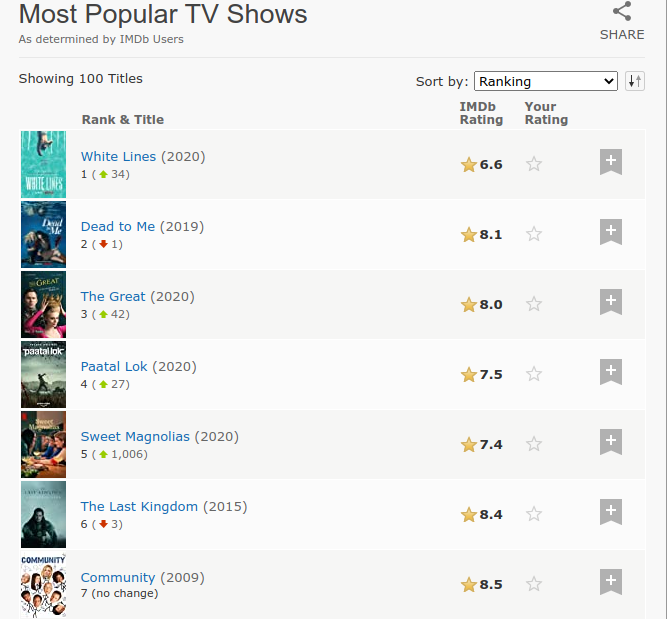 Most Popular TV Shows
SHARE
As determined by IMDb Users
Showing 100 Titles
Sort by: Ranking
Rank & Title
IMDb
Rating
Your
Rating
WHITE LINES
White Lines (2020)
1 ( 34)
6.6
Dead to Me
Dead to Me (2019)
2 ( 1)
8.1
THE GREAT
The Great (2020)
3 ( 42)
8.0
paatal lok
Paatal Lok (2020)
4 ( 27)
7.5
Sweet
Magnolias
Sweet Magnolias (2020)
5 ( 1,006)
7.4
The Last Kingdom (2015)
6 ( 3)
8.4
COMMUNITY
Community (2009)
7 (no change)
8.5